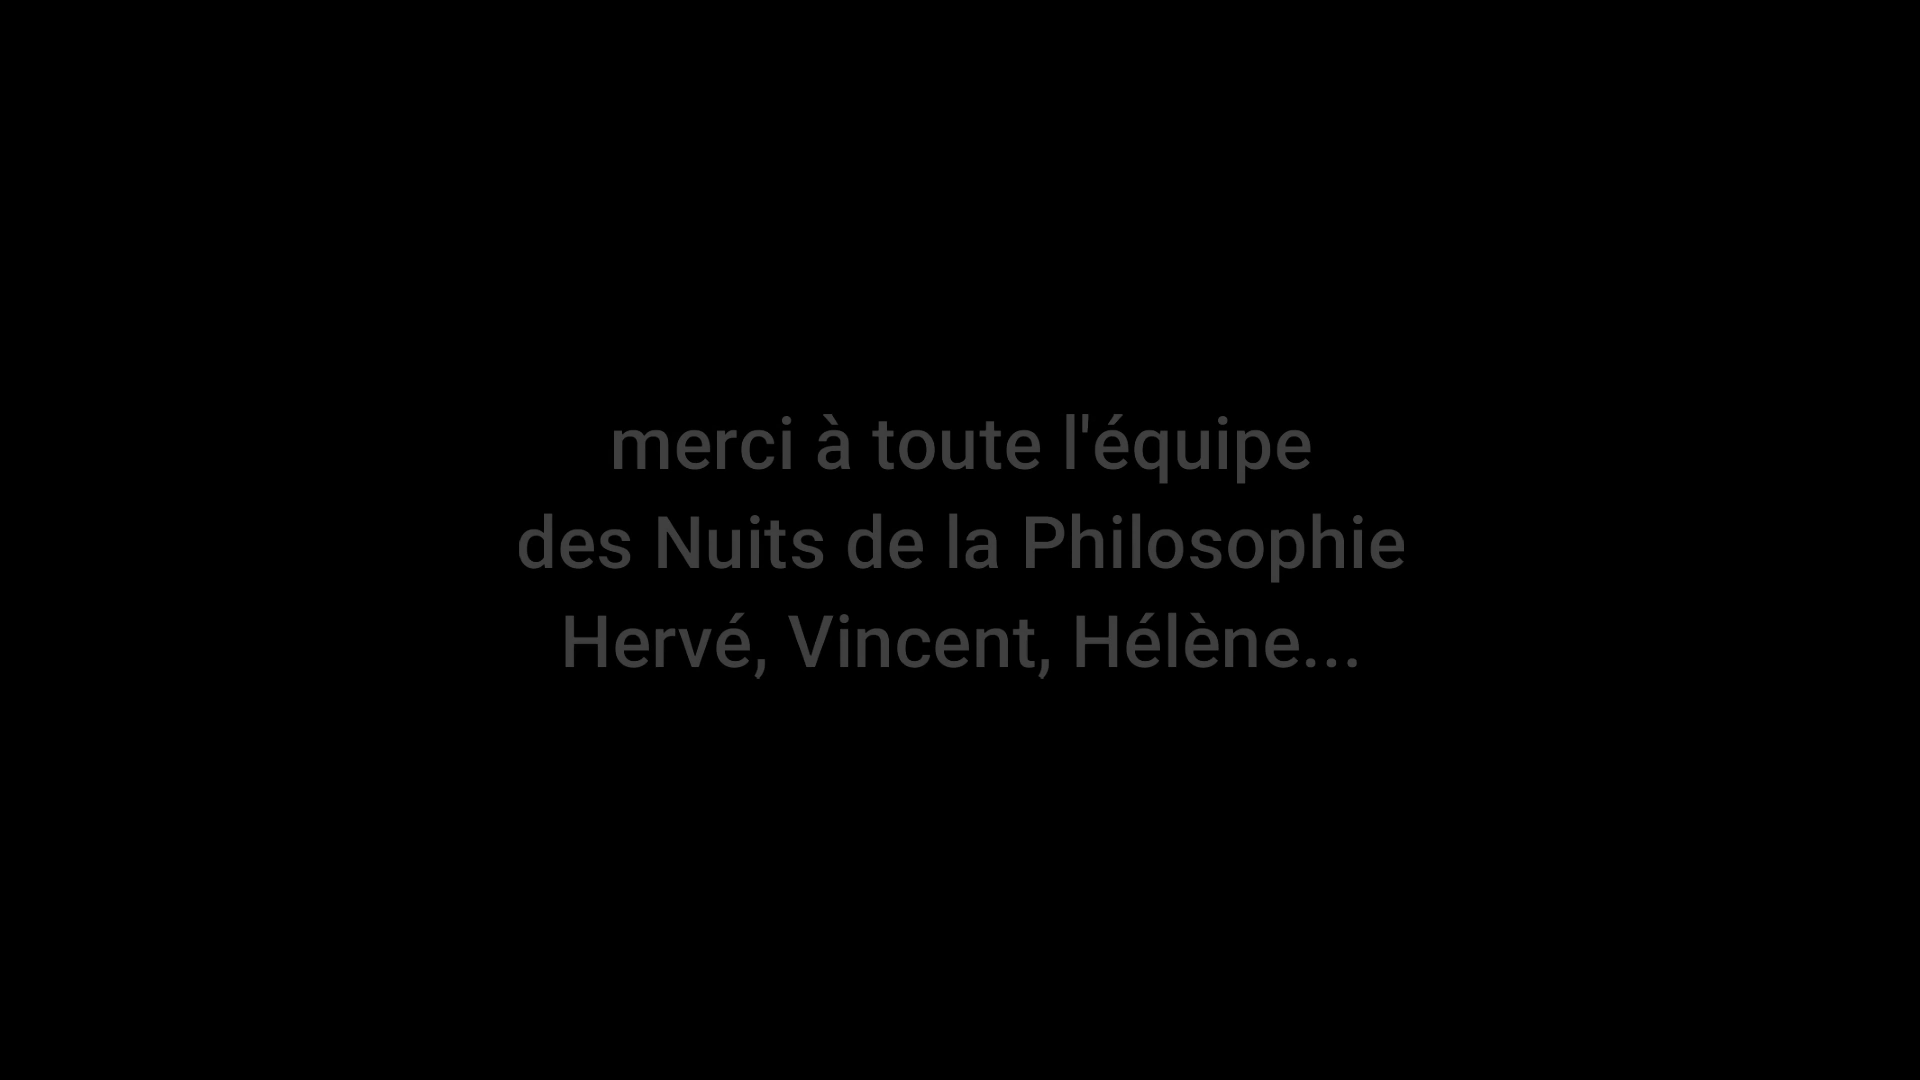 merci à toute l'équipe
des Nuits de la Philosophie
Hervé, Vincent, Hélène...